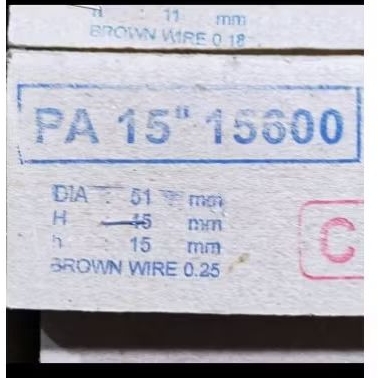 h : 11 mm
BROWN WIRE 0.18
PA 15" 15600
DIA : 51 mm
H : 45 mm
h : 15 mm
BROWN WIRE 0.25
C